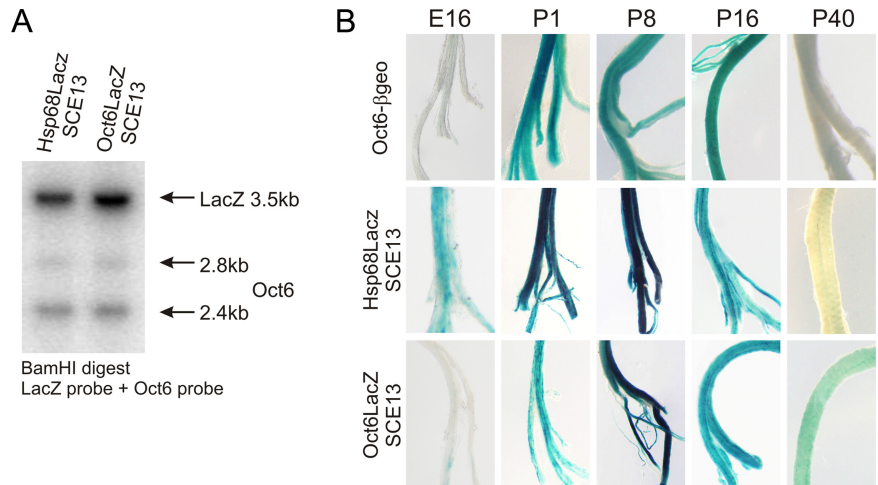 A
Hsp68Lacz
SCE13
Oct6LacZ
SCE13
LacZ 3.5kb
2.8kb
Oct6
2.4kb
BamHI digest
LacZ probe + Oct6 probe
B
E16
P1
P8
P16
P40
Oct6-βgeo
Hsp68Lacz
SCE13
Oct6LacZ
SCE13